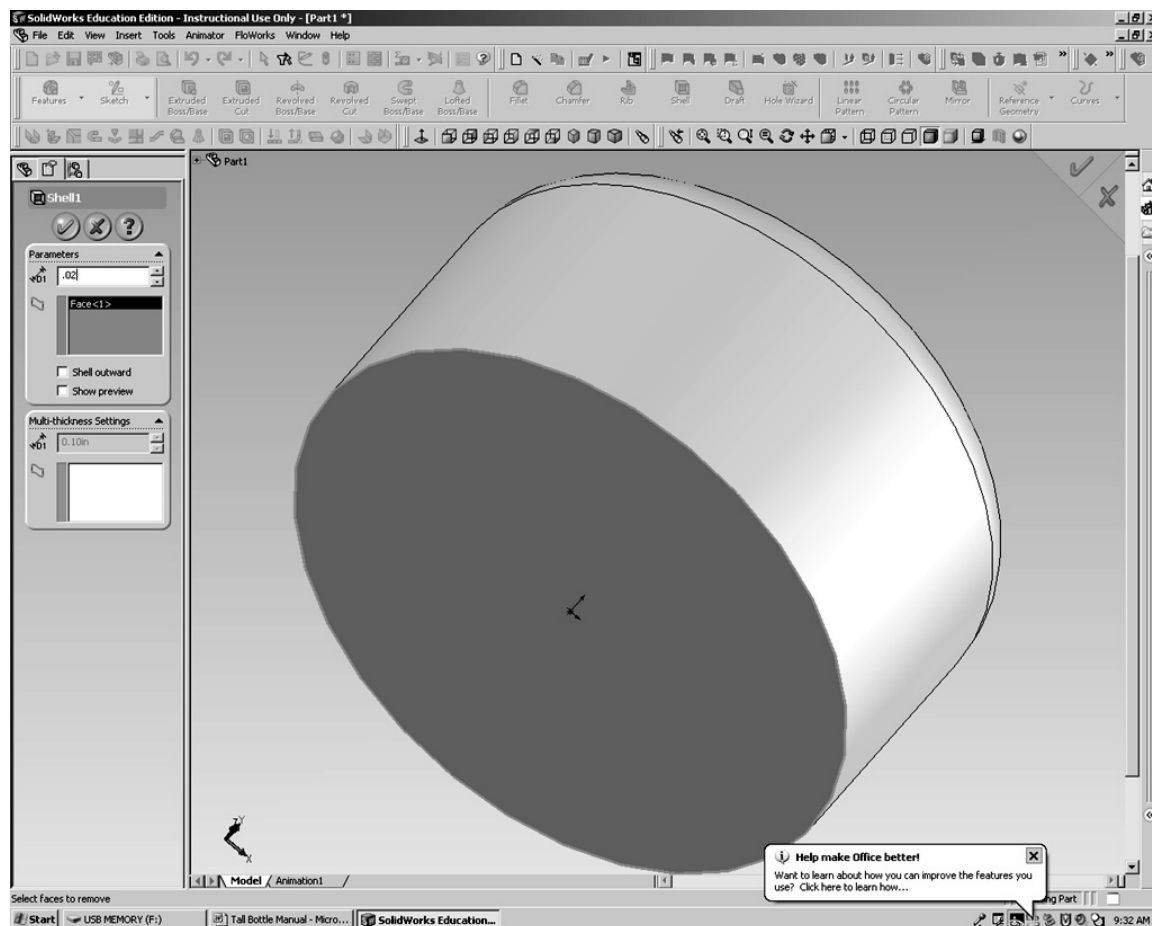 SolidWorks Education Edition - Instructional Use Only - [Part1 *]
File Edit View Insert Tools Animator FloWorks Window Help
Features Sketch Extruded Boss/Base Extruded Cut Revolved Boss/Base Revolved Cut Swept Boss/Base Lofted Boss/Base Fillet Chamfer Rib Shell Draft Hole Wizard Linear Pattern Circular Pattern Mirror Reference Geometry Curves
Part1
Shell1
Parameters
D1 .02
Face<1>
Shell outward
Show preview
Multi-thickness Settings
D1 0.10in
X
Model Animation1
Help make Office better!
Want to learn about how you can improve the features you
use? Click here to learn how...
Select faces to remove
ng Part
Start USB MEMORY (F:) Tall Bottle Manual - Micro... SolidWorks Education... 9:32 AM